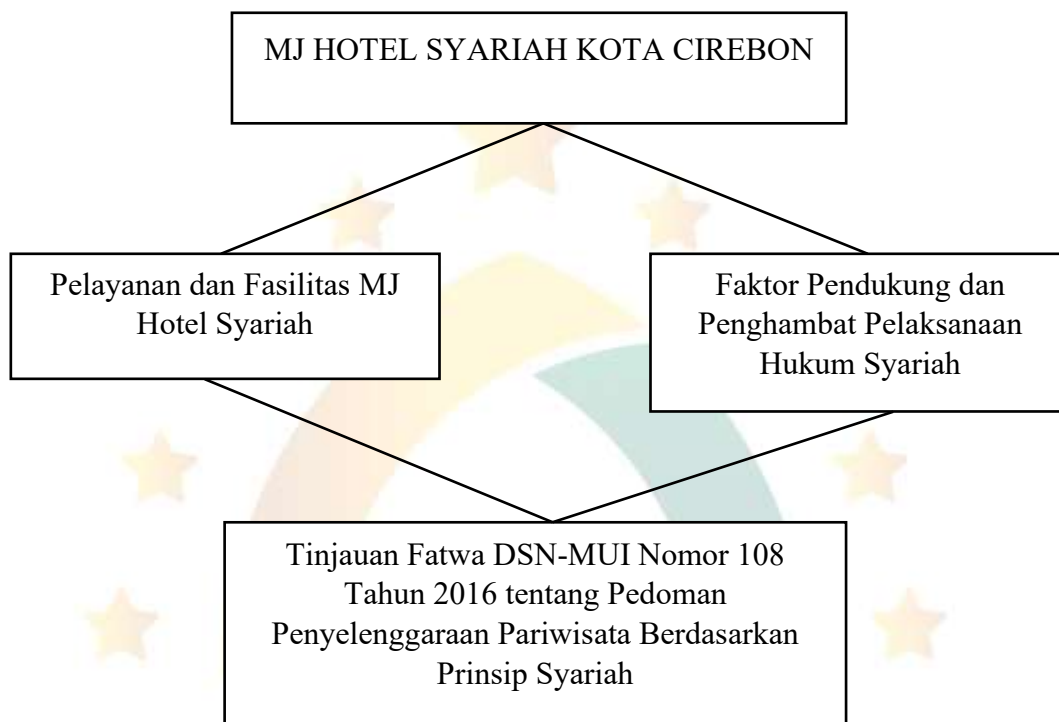 MJ HOTEL SYARIAH KOTA CIREBON
Pelayanan dan Fasilitas MJ
Hotel Syariah
Faktor Pendukung dan
Penghambat Pelaksanaan
Hukum Syariah
Tinjauan Fatwa DSN-MUI Nomor 108
Tahun 2016 tentang Pedoman
Penyelenggaraan Pariwisata Berdasarkan
Prinsip Syariah